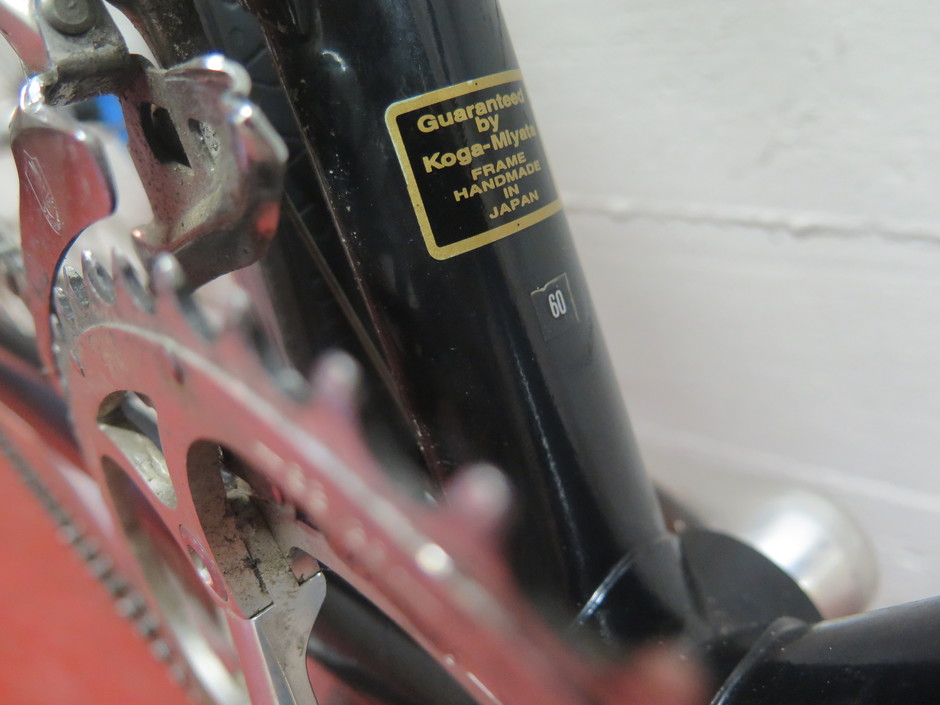 Guaranteed
by
Koga-Miyata
FRAME
HANDMADE
IN
JAPAN
60